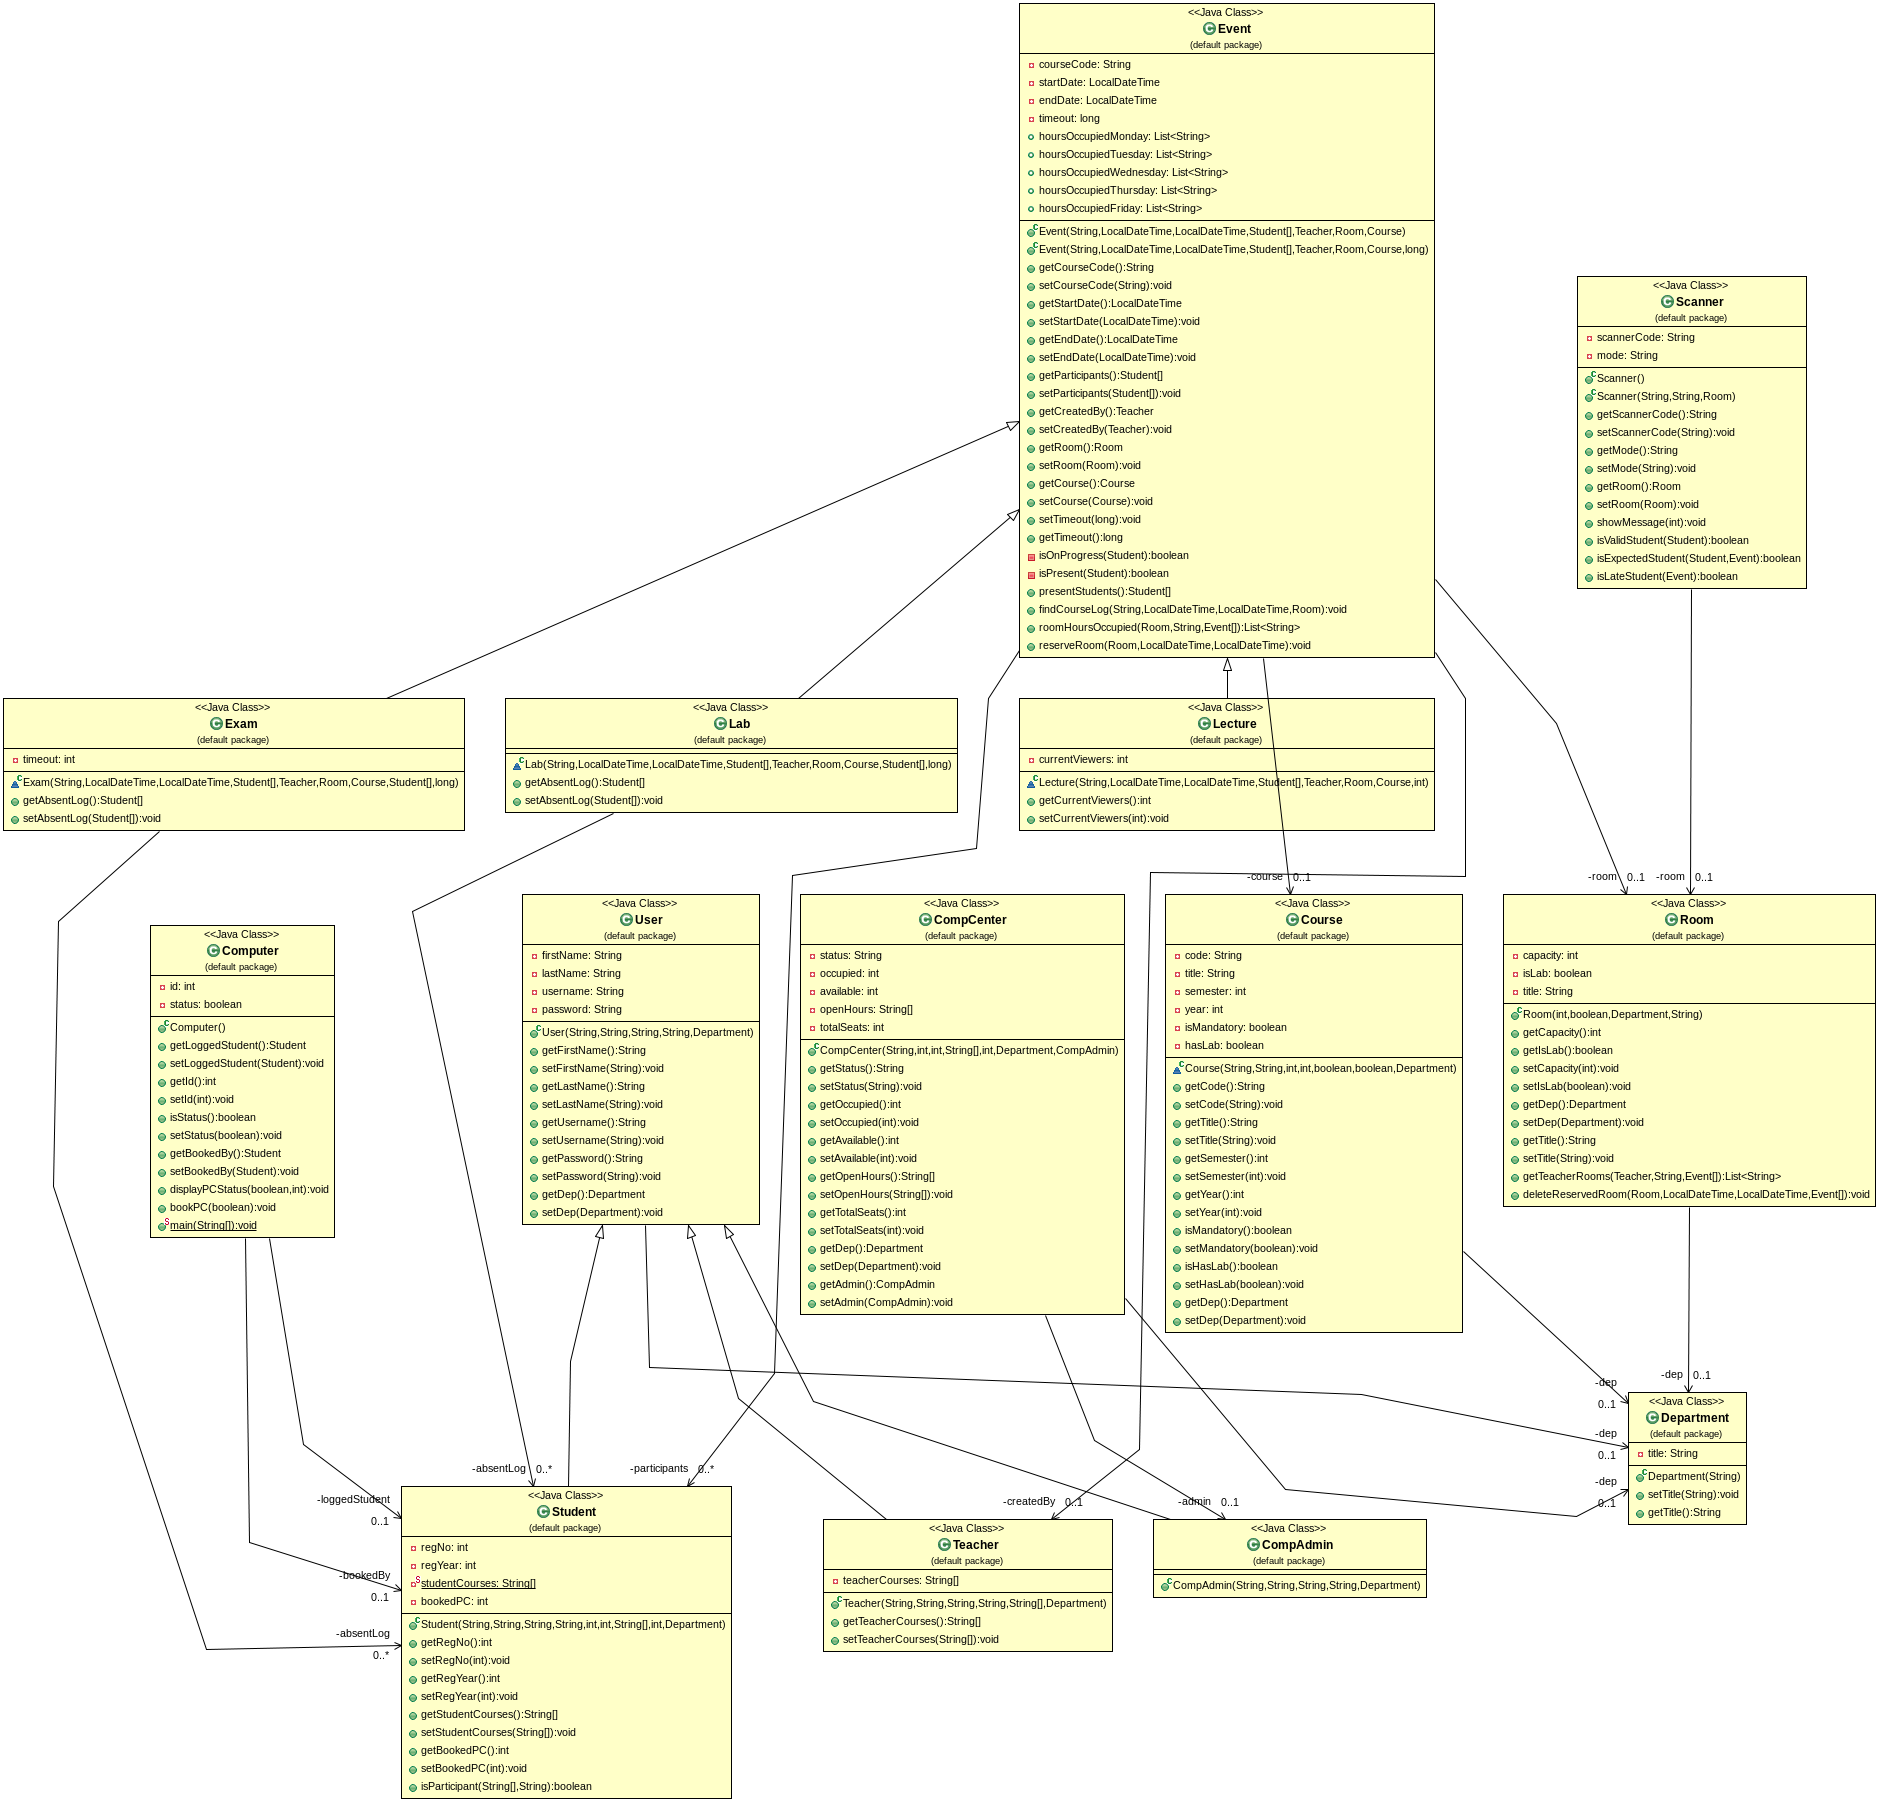 <<Java Class>>
Event
(default package)
courseCode: String
startDate: LocalDateTime
endDate: LocalDateTime
timeout: long
hoursOccupiedMonday: List<String>
hoursOccupiedTuesday: List<String>
hoursOccupiedWednesday: List<String>
hoursOccupiedThursday: List<String>
hoursOccupiedFriday: List<String>
Event(String,LocalDateTime,LocalDateTime,Student[],Teacher,Room,Course)
Event(String,LocalDateTime,LocalDateTime,Student[],Teacher,Room,Course,long)
getCourseCode():String
setCourseCode(String):void
getStartDate():LocalDateTime
setStartDate(LocalDateTime):void
getEndDate():LocalDateTime
setEndDate(LocalDateTime):void
getParticipants():Student[]
setParticipants(Student[]):void
getCreatedBy():Teacher
setCreatedBy(Teacher):void
getRoom():Room
setRoom(Room):void
getCourse():Course
setCourse(Course):void
setTimeout(long):void
getTimeout():long
isOnProgress(Student):boolean
isPresent(Student):boolean
presentStudents():Student[]
findCourseLog(String,LocalDateTime,LocalDateTime,Room):void
roomHoursOccupied(Room,String,Event[]):List<String>
reserveRoom(Room,LocalDateTime,LocalDateTime):void
<<Java Class>>
Scanner
(default package)
scannerCode: String
mode: String
Scanner()
Scanner(String,String,Room)
getScannerCode():String
setScannerCode(String):void
getMode():String
setMode(String):void
getRoom():Room
setRoom(Room):void
showMessage(int):void
isValidStudent(Student):boolean
isExpectedStudent(Student,Event):boolean
isLateStudent(Event):boolean
<<Java Class>>
Exam
(default package)
timeout: int
Exam(String,LocalDateTime,LocalDateTime,Student[],Teacher,Room,Course,Student[],long)
getAbsentLog():Student[]
setAbsentLog(Student[]):void
<<Java Class>>
Lab
(default package)
Lab(String,LocalDateTime,LocalDateTime,Student[],Teacher,Room,Course,Student[],long)
getAbsentLog():Student[]
setAbsentLog(Student[]):void
<<Java Class>>
Lecture
(default package)
currentViewers: int
Lecture(String,LocalDateTime,LocalDateTime,Student[],Teacher,Room,Course,int)
getCurrentViewers():int
setCurrentViewers(int):void
-course 0..1
-room 0..1
-room 0..1
<<Java Class>>
Computer
(default package)
id: int
status: boolean
Computer()
getLoggedStudent():Student
setLoggedStudent(Student):void
getId():int
setId(int):void
isStatus():boolean
setStatus(boolean):void
getBookedBy():Student
setBookedBy(Student):void
displayPCStatus(boolean,int):void
bookPC(boolean):void
main(String[]):void
<<Java Class>>
User
(default package)
firstName: String
lastName: String
username: String
password: String
User(String,String,String,String,Department)
getFirstName():String
setFirstName(String):void
getLastName():String
setLastName(String):void
getUsername():String
setUsername(String):void
getPassword():String
setPassword(String):void
getDep():Department
setDep(Department):void
<<Java Class>>
CompCenter
(default package)
status: String
occupied: int
available: int
openHours: String[]
totalSeats: int
CompCenter(String,int,int,String[],int,Department,CompAdmin)
getStatus():String
setStatus(String):void
getOccupied():int
setOccupied(int):void
getAvailable():int
setAvailable(int):void
getOpenHours():String[]
setOpenHours(String[]):void
getTotalSeats():int
setTotalSeats(int):void
getDep():Department
setDep(Department):void
getAdmin():CompAdmin
setAdmin(CompAdmin):void
<<Java Class>>
Course
(default package)
code: String
title: String
semester: int
year: int
isMandatory: boolean
hasLab: boolean
Course(String,String,int,int,boolean,boolean,Department)
getCode():String
setCode(String):void
getTitle():String
setTitle(String):void
getSemester():int
setSemester(int):void
getYear():int
setYear(int):void
isMandatory():boolean
setMandatory(boolean):void
isHasLab():boolean
setHasLab(boolean):void
getDep():Department
setDep(Department):void
<<Java Class>>
Room
(default package)
capacity: int
isLab: boolean
title: String
Room(int,boolean,Department,String)
getCapacity():int
getIsLab():boolean
setCapacity(int):void
setIsLab(boolean):void
getDep():Department
setDep(Department):void
getTitle():String
setTitle(String):void
getTeacherRooms(Teacher,String,Event[]):List<String>
deleteReservedRoom(Room,LocalDateTime,LocalDateTime,Event[]):void
-dep 0..1
-dep
0..1
-dep
0..1
-dep
0..1
<<Java Class>>
Department
(default package)
title: String
Department(String)
setTitle(String):void
getTitle():String
-absentLog 0..*
-participants 0..*
-loggedStudent
0..1
-bookedBy
0..1
-absentLog
0..*
-createdBy 0..1
-admin 0..1
<<Java Class>>
Student
(default package)
regNo: int
regYear: int
studentCourses: String[]
bookedPC: int
Student(String,String,String,String,int,int,String[],int,Department)
getRegNo():int
setRegNo(int):void
getRegYear():int
setRegYear(int):void
getStudentCourses():String[]
setStudentCourses(String[]):void
getBookedPC():int
setBookedPC(int):void
isParticipant(String[],String):boolean
<<Java Class>>
Teacher
(default package)
teacherCourses: String[]
Teacher(String,String,String,String,String[],Department)
getTeacherCourses():String[]
setTeacherCourses(String[]):void
<<Java Class>>
CompAdmin
(default package)
CompAdmin(String,String,String,String,Department)